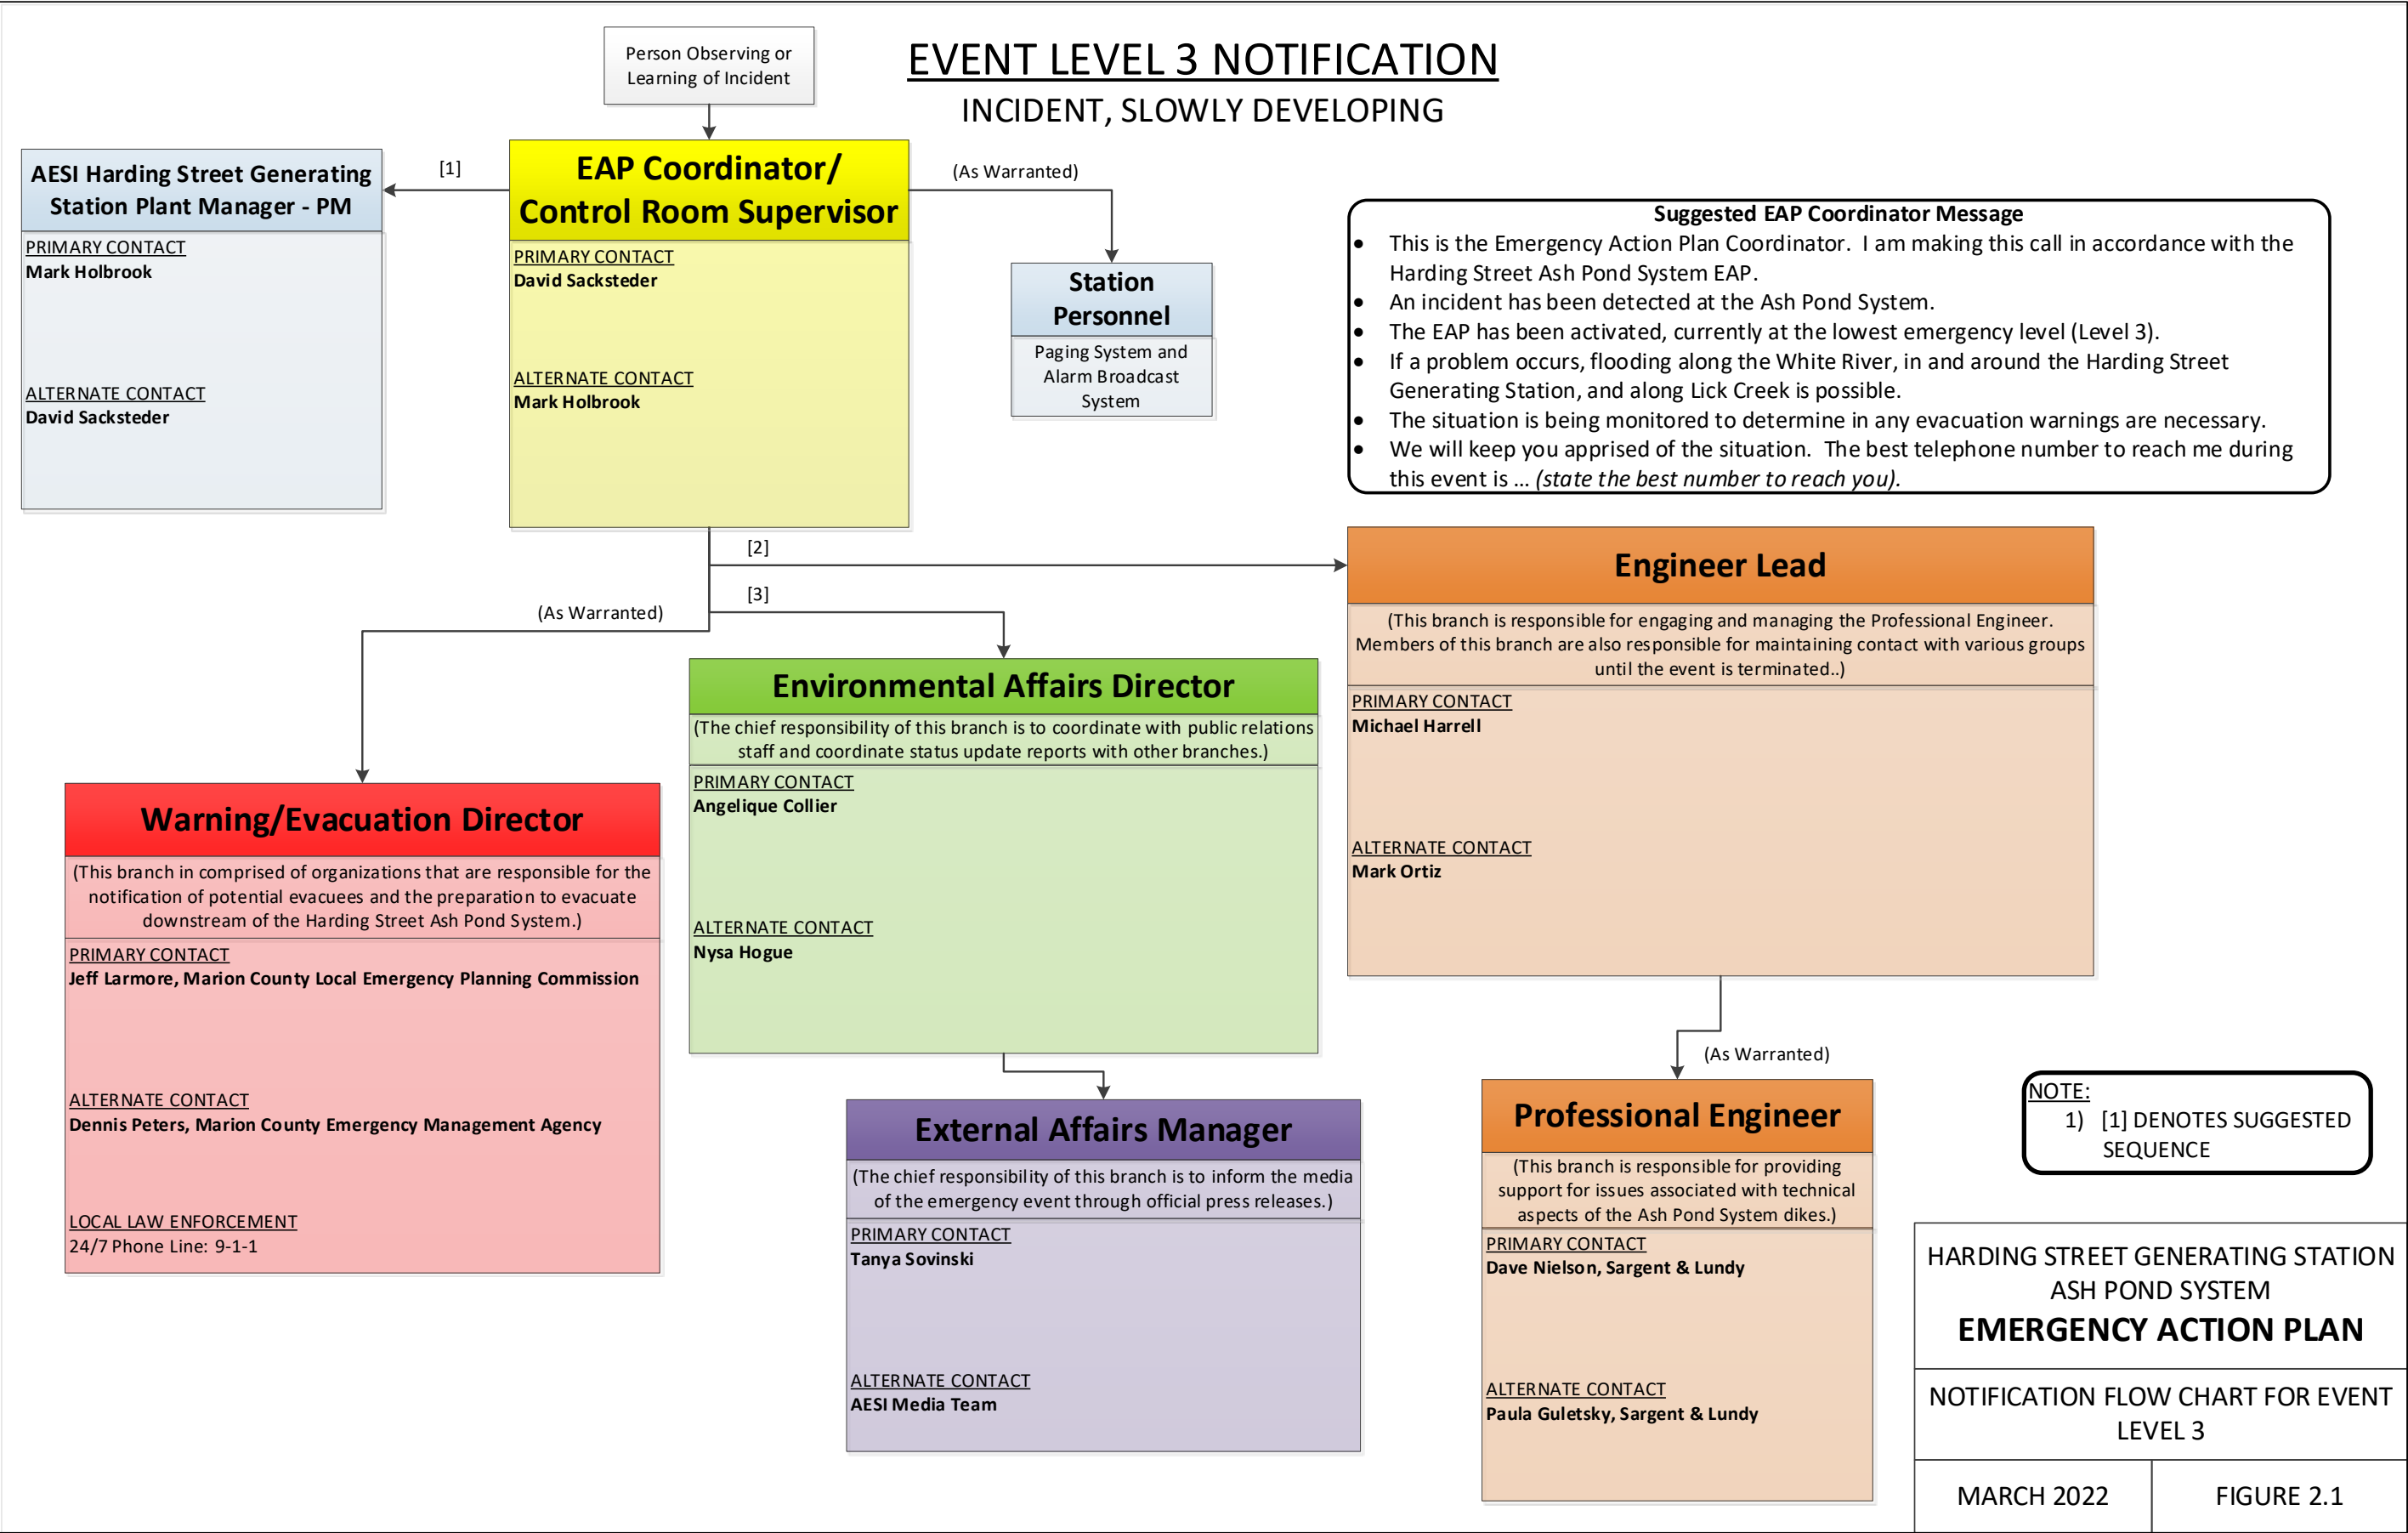 Person Observing or
Learning of Incident
EVENT LEVEL 3 NOTIFICATION
INCIDENT, SLOWLY DEVELOPING
AESI Harding Street Generating
Station Plant Manager - PM
PRIMARY CONTACT
Mark Holbrook
ALTERNATE CONTACT
David Sacksteder
[1]
EAP Coordinator/
Control Room Supervisor
PRIMARY CONTACT
David Sacksteder
ALTERNATE CONTACT
Mark Holbrook
(As Warranted)
Station
Personnel
Paging System and
Alarm Broadcast
System
Suggested EAP Coordinator Message
• This is the Emergency Action Plan Coordinator. I am making this call in accordance with the
Harding Street Ash Pond System EAP.
• An incident has been detected at the Ash Pond System.
• The EAP has been activated, currently at the lowest emergency level (Level 3).
• If a problem occurs, flooding along the White River, in and around the Harding Street
Generating Station, and along Lick Creek is possible.
• The situation is being monitored to determine in any evacuation warnings are necessary.
• We will keep you apprised of the situation. The best telephone number to reach me during
this event is ... (state the best number to reach you).
[2]
[3]
(As Warranted)
Engineer Lead
(This branch is responsible for engaging and managing the Professional Engineer.
Members of this branch are also responsible for maintaining contact with various groups
until the event is terminated..)
PRIMARY CONTACT
Michael Harrell
ALTERNATE CONTACT
Mark Ortiz
Environmental Affairs Director
(The chief responsibility of this branch is to coordinate with public relations
staff and coordinate status update reports with other branches.)
PRIMARY CONTACT
Angelique Collier
ALTERNATE CONTACT
Nysa Hogue
Warning/Evacuation Director
(This branch in comprised of organizations that are responsible for the
notification of potential evacuees and the preparation to evacuate
downstream of the Harding Street Ash Pond System.)
PRIMARY CONTACT
Jeff Larmore, Marion County Local Emergency Planning Commission
ALTERNATE CONTACT
Dennis Peters, Marion County Emergency Management Agency
LOCAL LAW ENFORCEMENT
24/7 Phone Line: 9-1-1
External Affairs Manager
(The chief responsibility of this branch is to inform the media
of the emergency event through official press releases.)
PRIMARY CONTACT
Tanya Sovinski
ALTERNATE CONTACT
AESI Media Team
(As Warranted)
Professional Engineer
(This branch is responsible for providing
support for issues associated with technical
aspects of the Ash Pond System dikes.)
PRIMARY CONTACT
Dave Nielson, Sargent & Lundy
ALTERNATE CONTACT
Paula Guletsky, Sargent & Lundy
NOTE:
1) [1] DENOTES SUGGESTED
SEQUENCE
HARDING STREET GENERATING STATION
ASH POND SYSTEM
EMERGENCY ACTION PLAN
NOTIFICATION FLOW CHART FOR EVENT
LEVEL 3
MARCH 2022
FIGURE 2.1